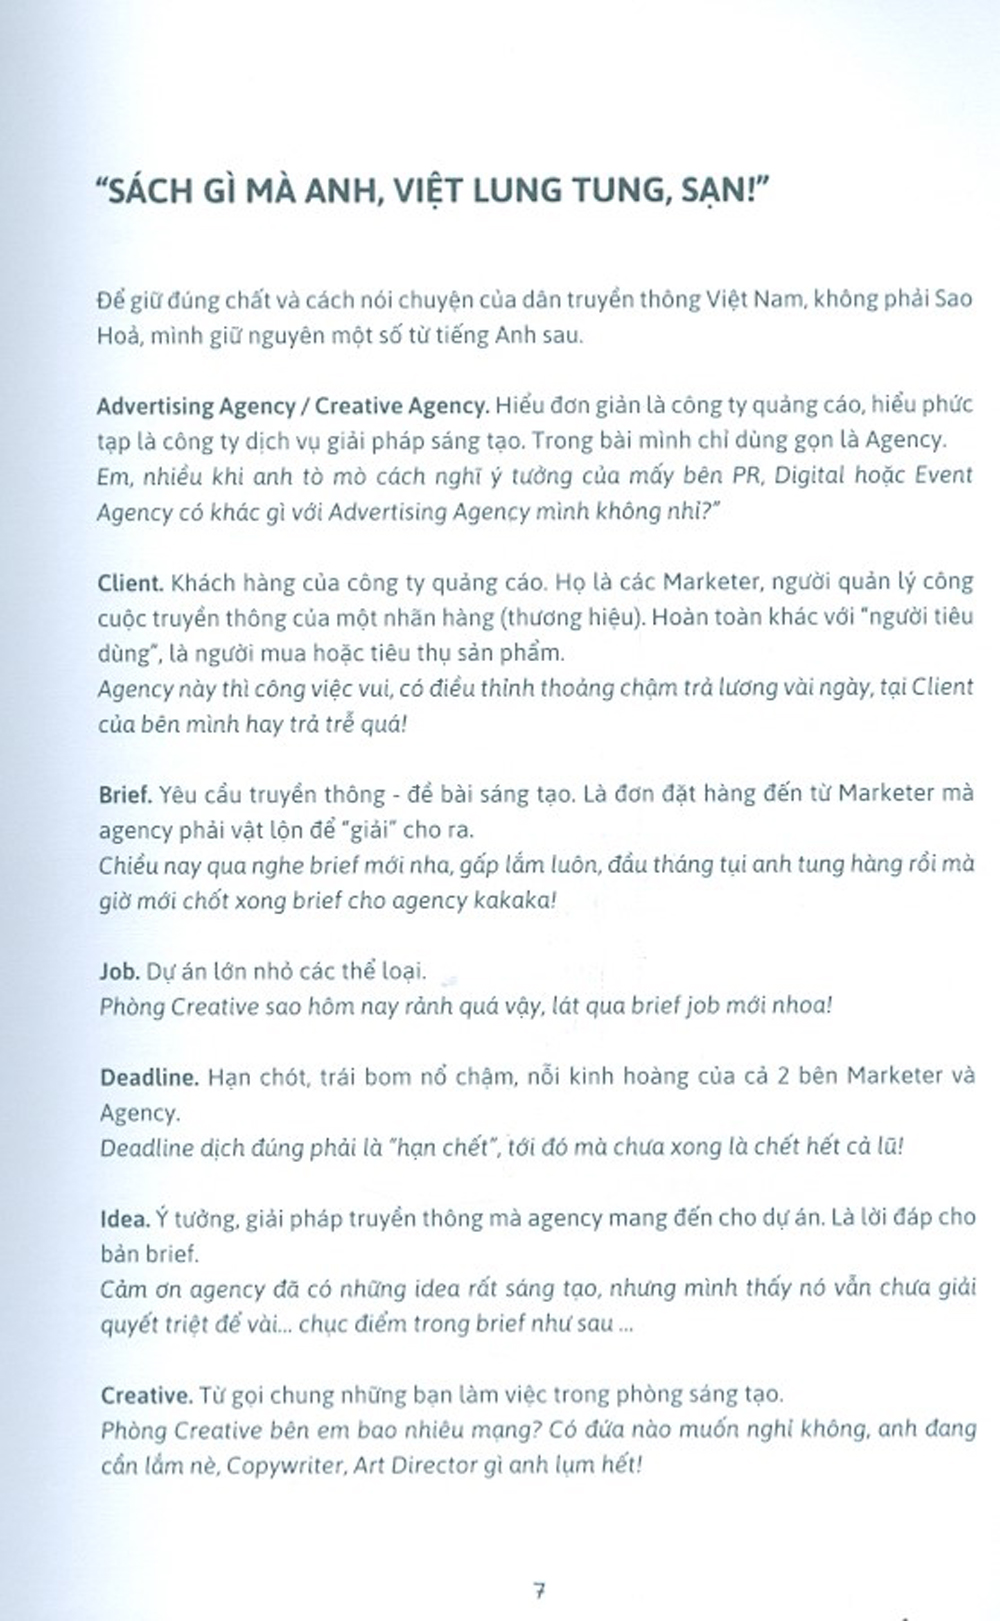 “SÁCH GÌ MÀ ANH, VIỆT LUNG TUNG, SẠN!”
Để giữ đúng chất và cách nói chuyện của dân truyền thông Việt Nam, không phải Sao
Hoả, mình giữ nguyên một số từ tiếng Anh sau.
Advertising Agency / Creative Agency. Hiểu đơn giản là công ty quảng cáo, hiểu phức
tạp là công ty dịch vụ giải pháp sáng tạo. Trong bài mình chỉ dùng gọn là Agency.
Em, nhiều khi anh tò mò cách nghĩ ý tưởng của mấy bên PR, Digital hoặc Event
Agency có khác gì với Advertising Agency mình không nhỉ?”
Client. Khách hàng của công ty quảng cáo. Họ là các Marketer, người quản lý công
cuộc truyền thông của một nhãn hàng (thương hiệu). Hoàn toàn khác với “người tiêu
dùng”, là người mua hoặc tiêu thụ sản phẩm.
Agency này thì công việc vui, có điều thỉnh thoảng chậm trả lương vài ngày, tại Client
của bên mình hay trả trễ quá!
Brief. Yêu cầu truyền thông - đề bài sáng tạo. Là đơn đặt hàng đến từ Marketer mà
agency phải vật lộn để “giải” cho ra.
Chiều nay qua nghe brief mới nha, gấp lắm luôn, đầu tháng tụi anh tung hàng rồi mà
giờ mới chốt xong brief cho agency kakaka!
Job. Dự án lớn nhỏ các thể loại.
Phòng Creative sao hôm nay rảnh quá vậy, lát qua brief job mới nhoa!
Deadline. Hạn chót, trái bom nổ chậm, nỗi kinh hoàng của cả 2 bên Marketer và
Agency.
Deadline dịch đúng phải là “hạn chết”, tới đó mà chưa xong là chết hết cả lũ!
Idea. Ý tưởng, giải pháp truyền thông mà agency mang đến cho dự án. Là lời đáp cho
bản brief.
Cảm ơn agency đã có những idea rất sáng tạo, nhưng mình thấy nó vẫn chưa giải
quyết triệt để vài... chục điểm trong brief như sau ...
Creative. Từ gọi chung những bạn làm việc trong phòng sáng tạo.
Phòng Creative bên em bao nhiêu mạng? Có đứa nào muốn nghỉ không, anh đang
cần lắm nè, Copywriter, Art Director gì anh lụm hết!
7